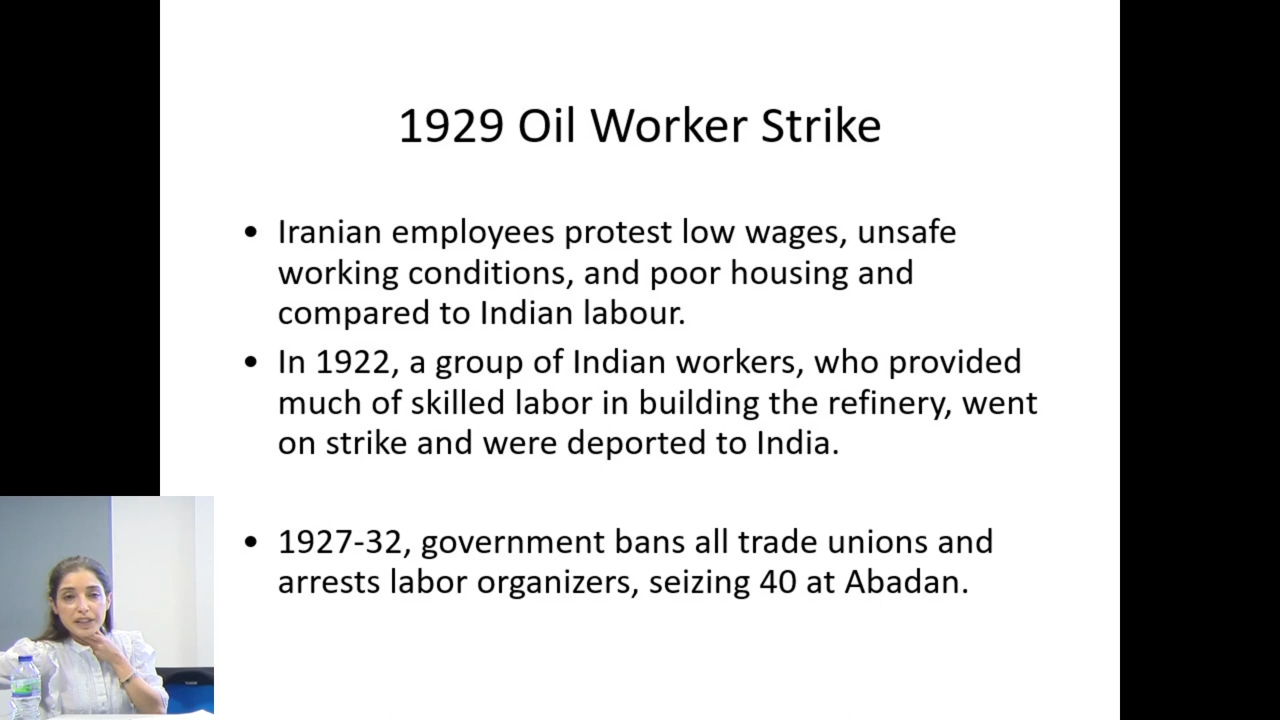 1929 Oil Worker Strike
• Iranian employees protest low wages, unsafe
working conditions, and poor housing and
compared to Indian labour.
• In 1922, a group of Indian workers, who provided
much of skilled labor in building the refinery, went
on strike and were deported to India.
• 1927-32, government bans all trade unions and
arrests labor organizers, seizing 40 at Abadan.